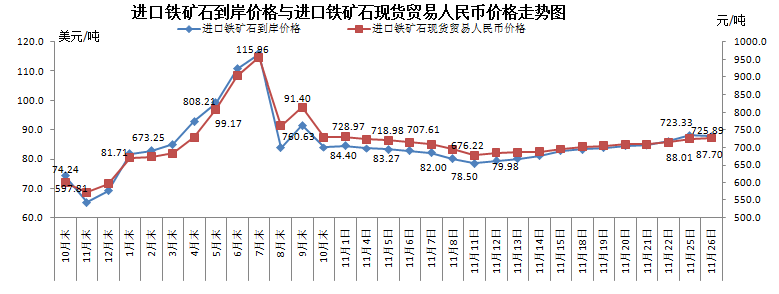 进口铁矿石到岸价格与进口铁矿石现货贸易人民币价格走势图
美元/吨
元/吨
进口铁矿石到岸价格
进口铁矿石现货贸易人民币价格
120.0
110.0
100.0
90.0
80.0
70.0
60.0
1000.0
950.0
900.0
850.0
800.0
750.0
700.0
650.0
600.0
550.0
500.0
74.24
597.81
81.71
673.25
808.21
99.17
115.96
91.40
760.63
728.97
84.40
718.98
83.27
707.61
82.00
676.22
78.50
79.98
723.33
88.01
725.89
87.70
10月末
11月末
12月末
1月末
2月末
3月末
4月末
5月末
6月末
7月末
8月末
9月末
10月末
11月1日
11月4日
11月5日
11月6日
11月7日
11月8日
11月11日
11月12日
11月13日
11月14日
11月15日
11月18日
11月19日
11月20日
11月21日
11月22日
11月25日
11月26日